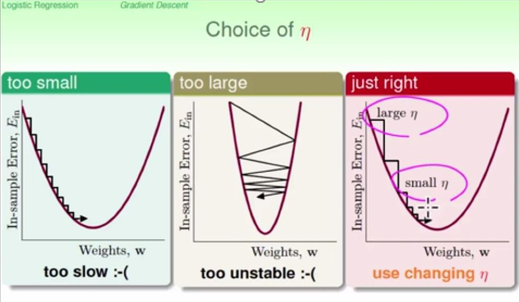 Logistic Regression Gradient Descent
Choice of η
too small
too large
just right
In-sample Error, Ein
Weights, w
too slow :-(
In-sample Error, Ein
Weights, w
too unstable :-(
In-sample Error, Ein
large η
small η
Weights, w
use changing η